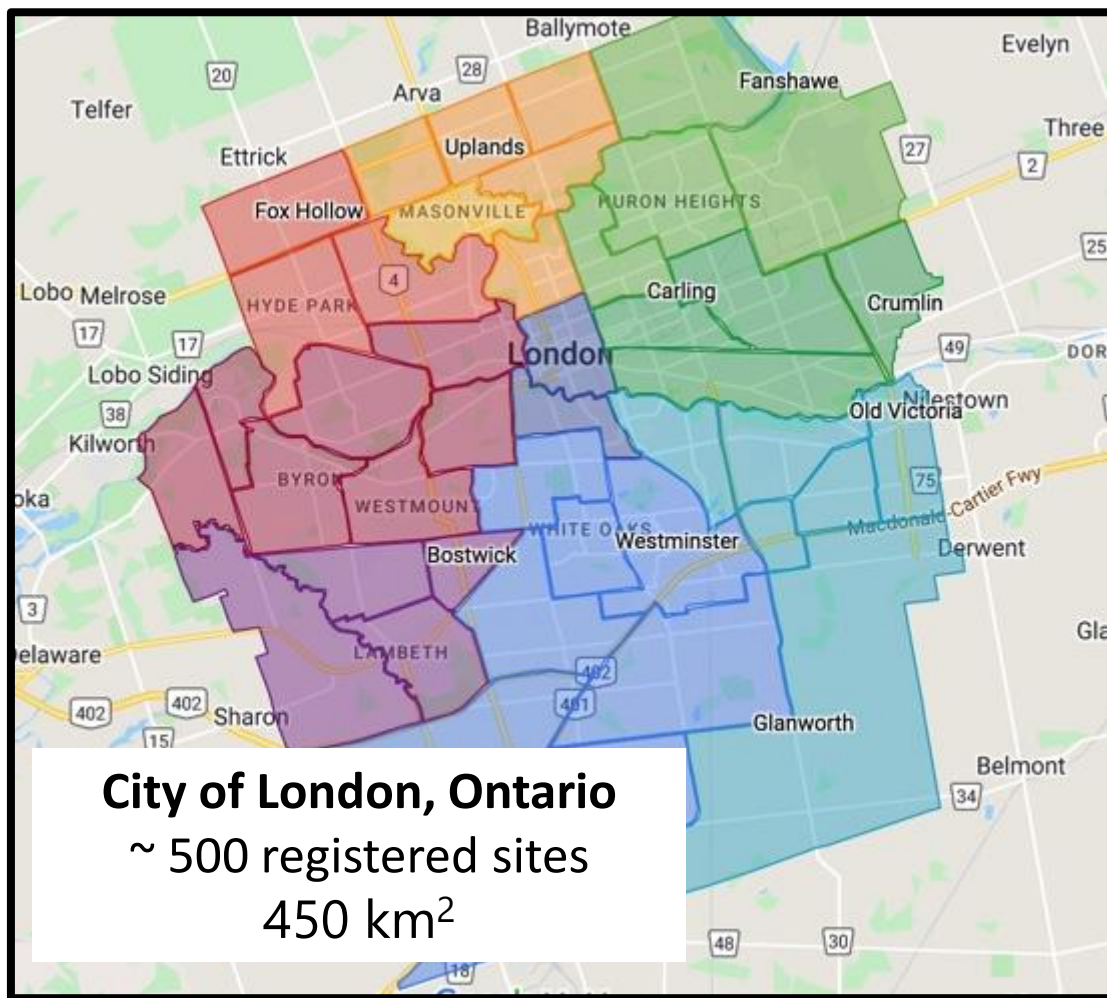 Ballymote
Evelyn
20
28
Fanshawe
Telfer
Arva
Three
Uplands
27
Ettrick
2
Fox Hollow
MASONVILLE
HURON HEIGHTS
25
4
Lobo Melrose
HYDE PARK
Carling
Crumlin
17
17
London
49
DOR
Lobo Siding
38
Old Victoria
Nilestown
Kilworth
BYRON
75
oka
WESTMOUNT
WHITE OAKS
Macdonald-Cartier Fwy
Westminster
Bostwick
Derwent
3
Gla
elaware
LAMBETH
402
402
402
401
Sharon
15
Glanworth
Belmont
34
City of London, Ontario
~ 500 registered sites
450 km²
48
30
18